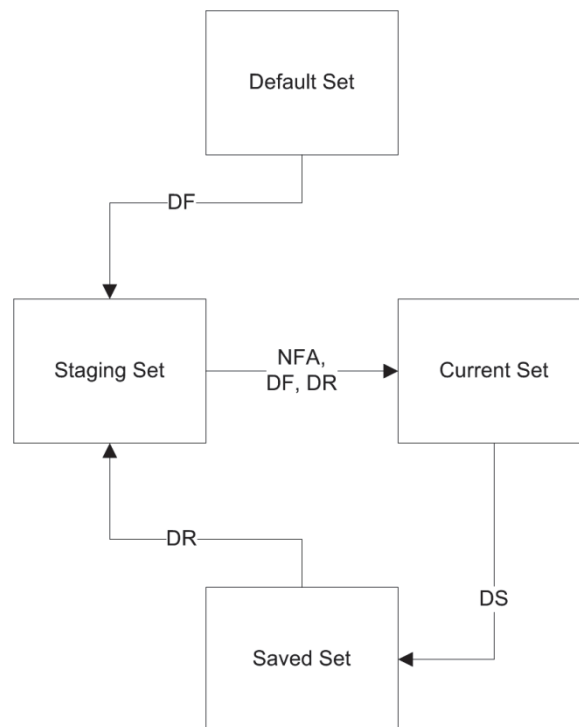 Default Set
DF
Staging Set
NFA,
DF, DR
Current Set
DR
DS
Saved Set